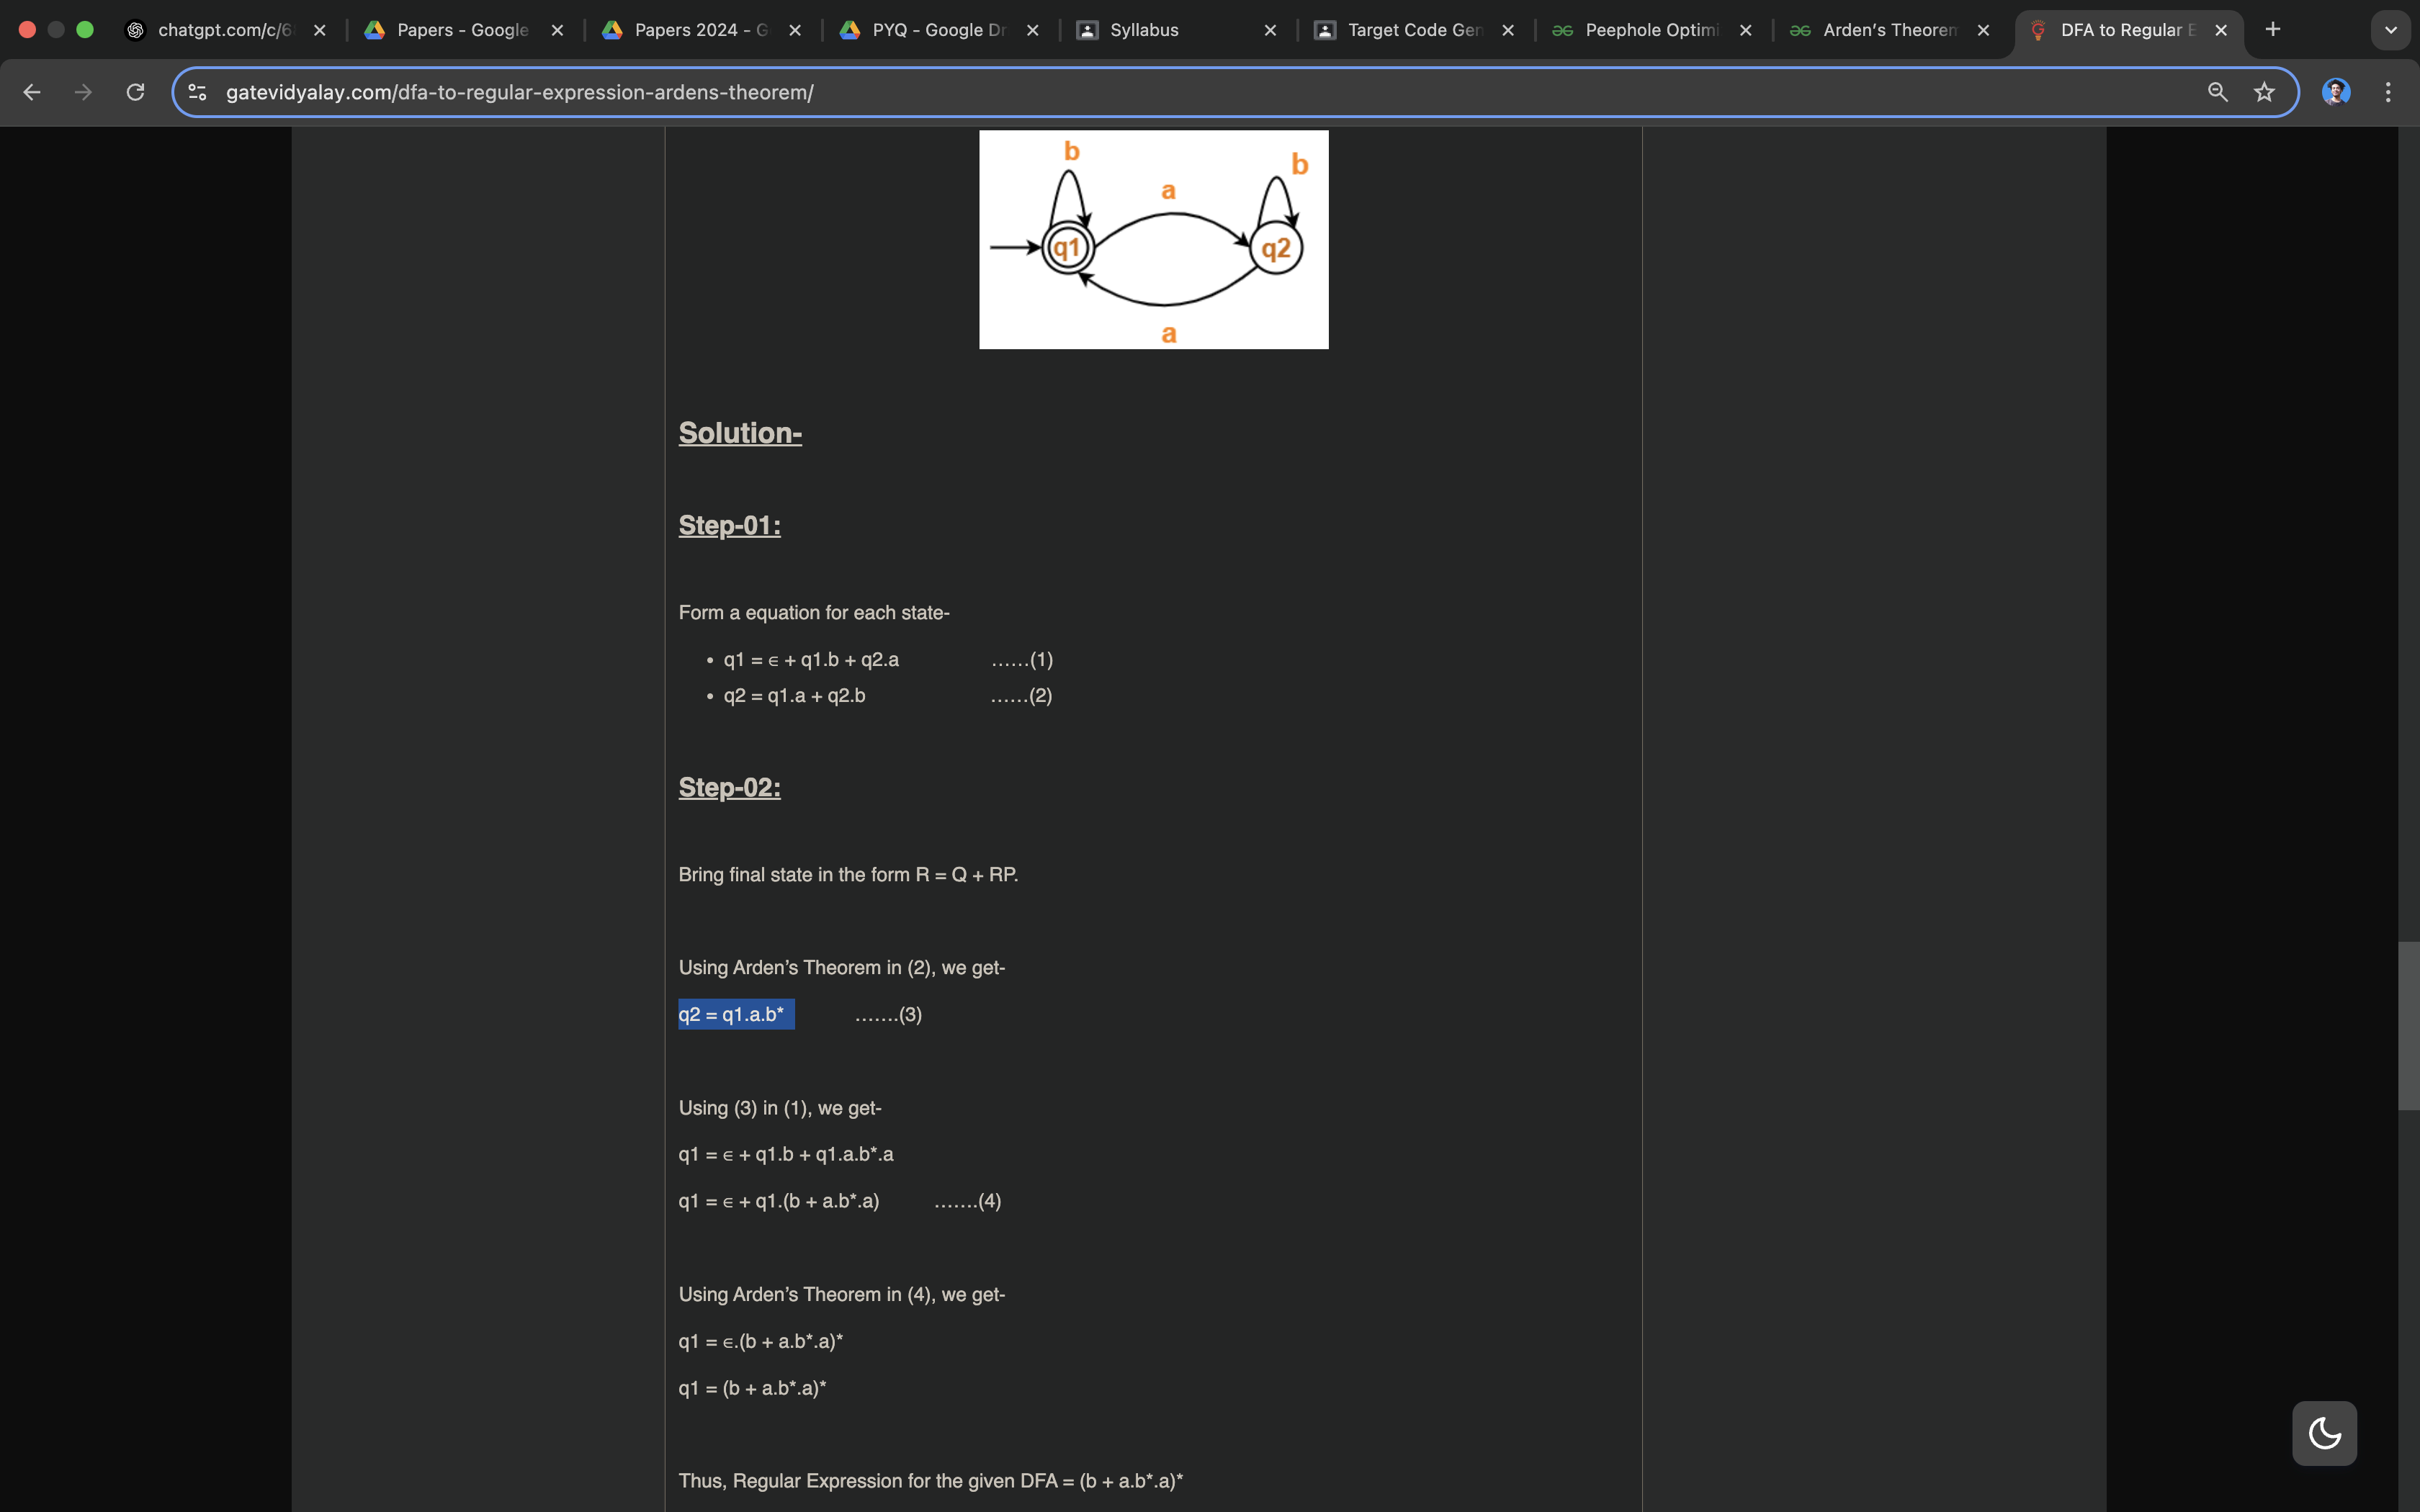 chatgpt.com/c/6
Papers - Google
Papers 2024 - G
PYQ - Google Dr
Syllabus
Target Code Gen
Peephole Optimi
Arden's Theorem
DFA to Regular E
gatevidyalay.com/dfa-to-regular-expression-ardens-theorem/
b
b
a
q1
q2
a
Solution-
Step-01:
Form a equation for each state-
• q1 = ∈ + q1.b + q2.a ……(1)
• q2 = q1.a + q2.b ……(2)
Step-02:
Bring final state in the form R = Q + RP.
Using Arden’s Theorem in (2), we get-
q2 = q1.a.b* …….(3)
Using (3) in (1), we get-
q1 = ∈ + q1.b + q1.a.b*.a
q1 = ∈ + q1.(b + a.b*.a) …….(4)
Using Arden’s Theorem in (4), we get-
q1 = ∈.(b + a.b*.a)*
q1 = (b + a.b*.a)*
Thus, Regular Expression for the given DFA = (b + a.b*.a)*